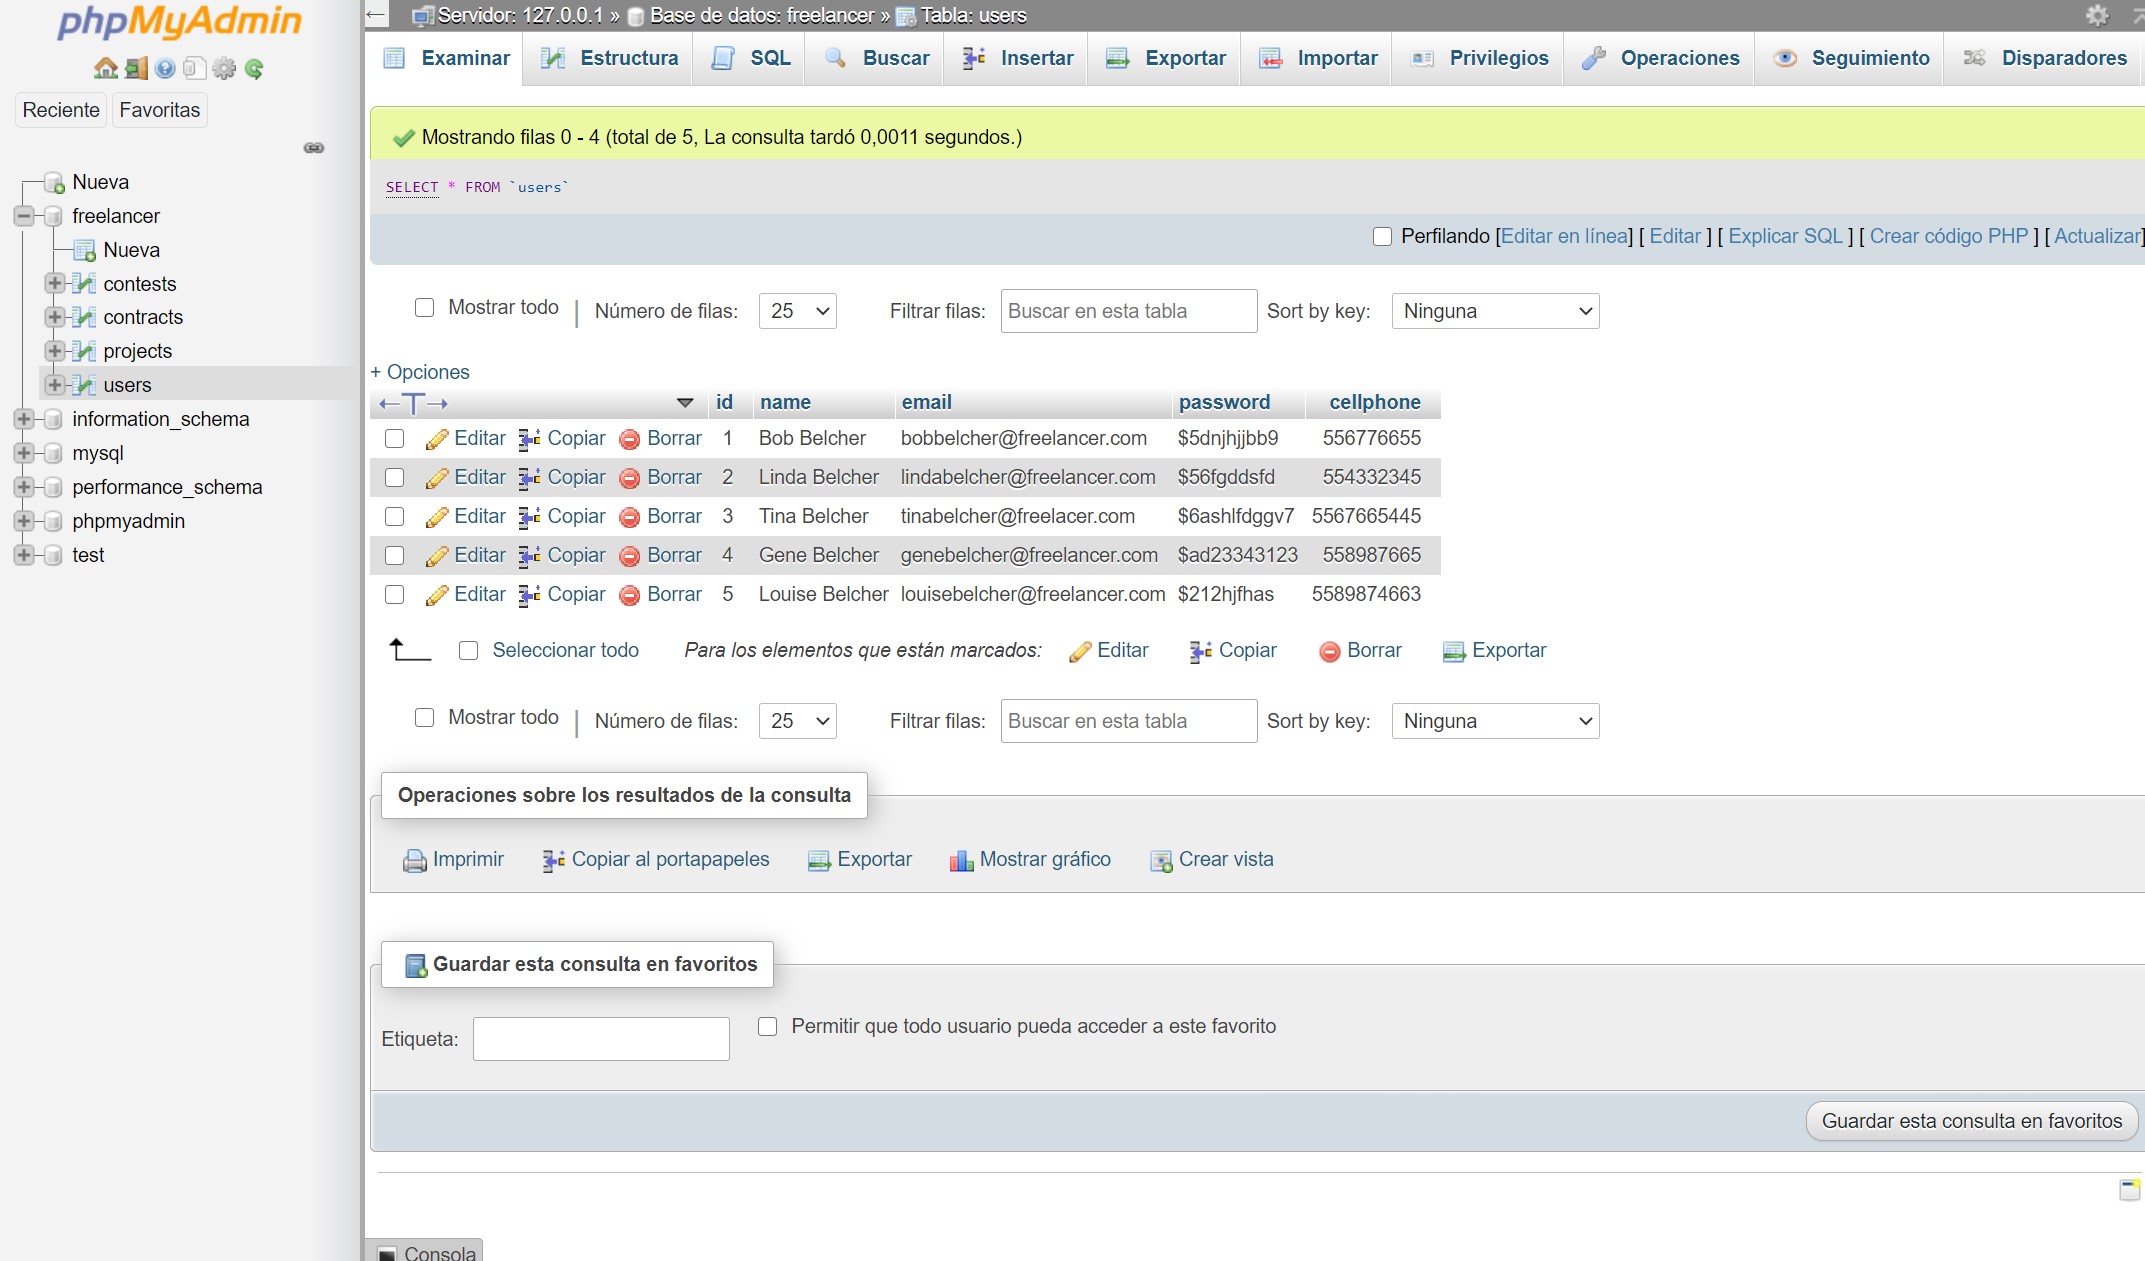 phpMyAdmin
Reciente Favoritas
Nueva
freelancer
Nueva
contests
contracts
projects
users
information_schema
mysql
performance_schema
phpmyadmin
test
Servidor: 127.0.0.1 » Base de datos: freelancer » Tabla: users
Examinar Estructura SQL Buscar Insertar Exportar Importar Privilegios Operaciones Seguimiento Disparadores
Mostrando filas 0 - 4 (total de 5, La consulta tardó 0,0011 segundos.)
SELECT * FROM `users`
Perfilando [Editar en línea] [ Editar ] [ Explicar SQL ] [ Crear código PHP ] [ Actualizar]
Mostrar todo | Número de filas: 25 Filtrar filas: Buscar en esta tabla Sort by key: Ninguna
+ Opciones
←T→ id name email password cellphone
Editar Copiar Borrar 1 Bob Belcher bobbelcher@freelancer.com $5dnjhjjbb9 556776655
Editar Copiar Borrar 2 Linda Belcher lindabelcher@freelancer.com $56fgddsfd 554332345
Editar Copiar Borrar 3 Tina Belcher tinabelcher@freelacer.com $6ashlfdggv7 5567665445
Editar Copiar Borrar 4 Gene Belcher genebelcher@freelancer.com $ad23343123 558987665
Editar Copiar Borrar 5 Louise Belcher louisebelcher@freelancer.com $212hjfhas 5589874663
Seleccionar todo Para los elementos que están marcados: Editar Copiar Borrar Exportar
Mostrar todo | Número de filas: 25 Filtrar filas: Buscar en esta tabla Sort by key: Ninguna
Operaciones sobre los resultados de la consulta
Imprimir Copiar al portapapeles Exportar Mostrar gráfico Crear vista
Guardar esta consulta en favoritos
Etiqueta: Permitir que todo usuario pueda acceder a este favorito
Guardar esta consulta en favoritos
Consola